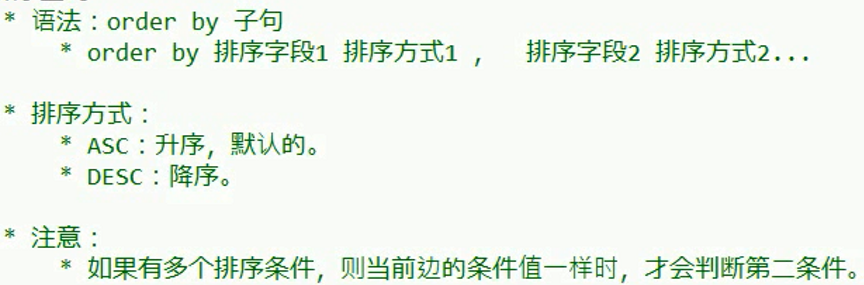 * 语法：order by 子句
* order by 排序字段1 排序方式1 ， 排序字段2 排序方式2...
* 排序方式：
* ASC：升序，默认的。
* DESC：降序。
* 注意：
* 如果有多个排序条件，则当前边的条件值一样时，才会判断第二条件。